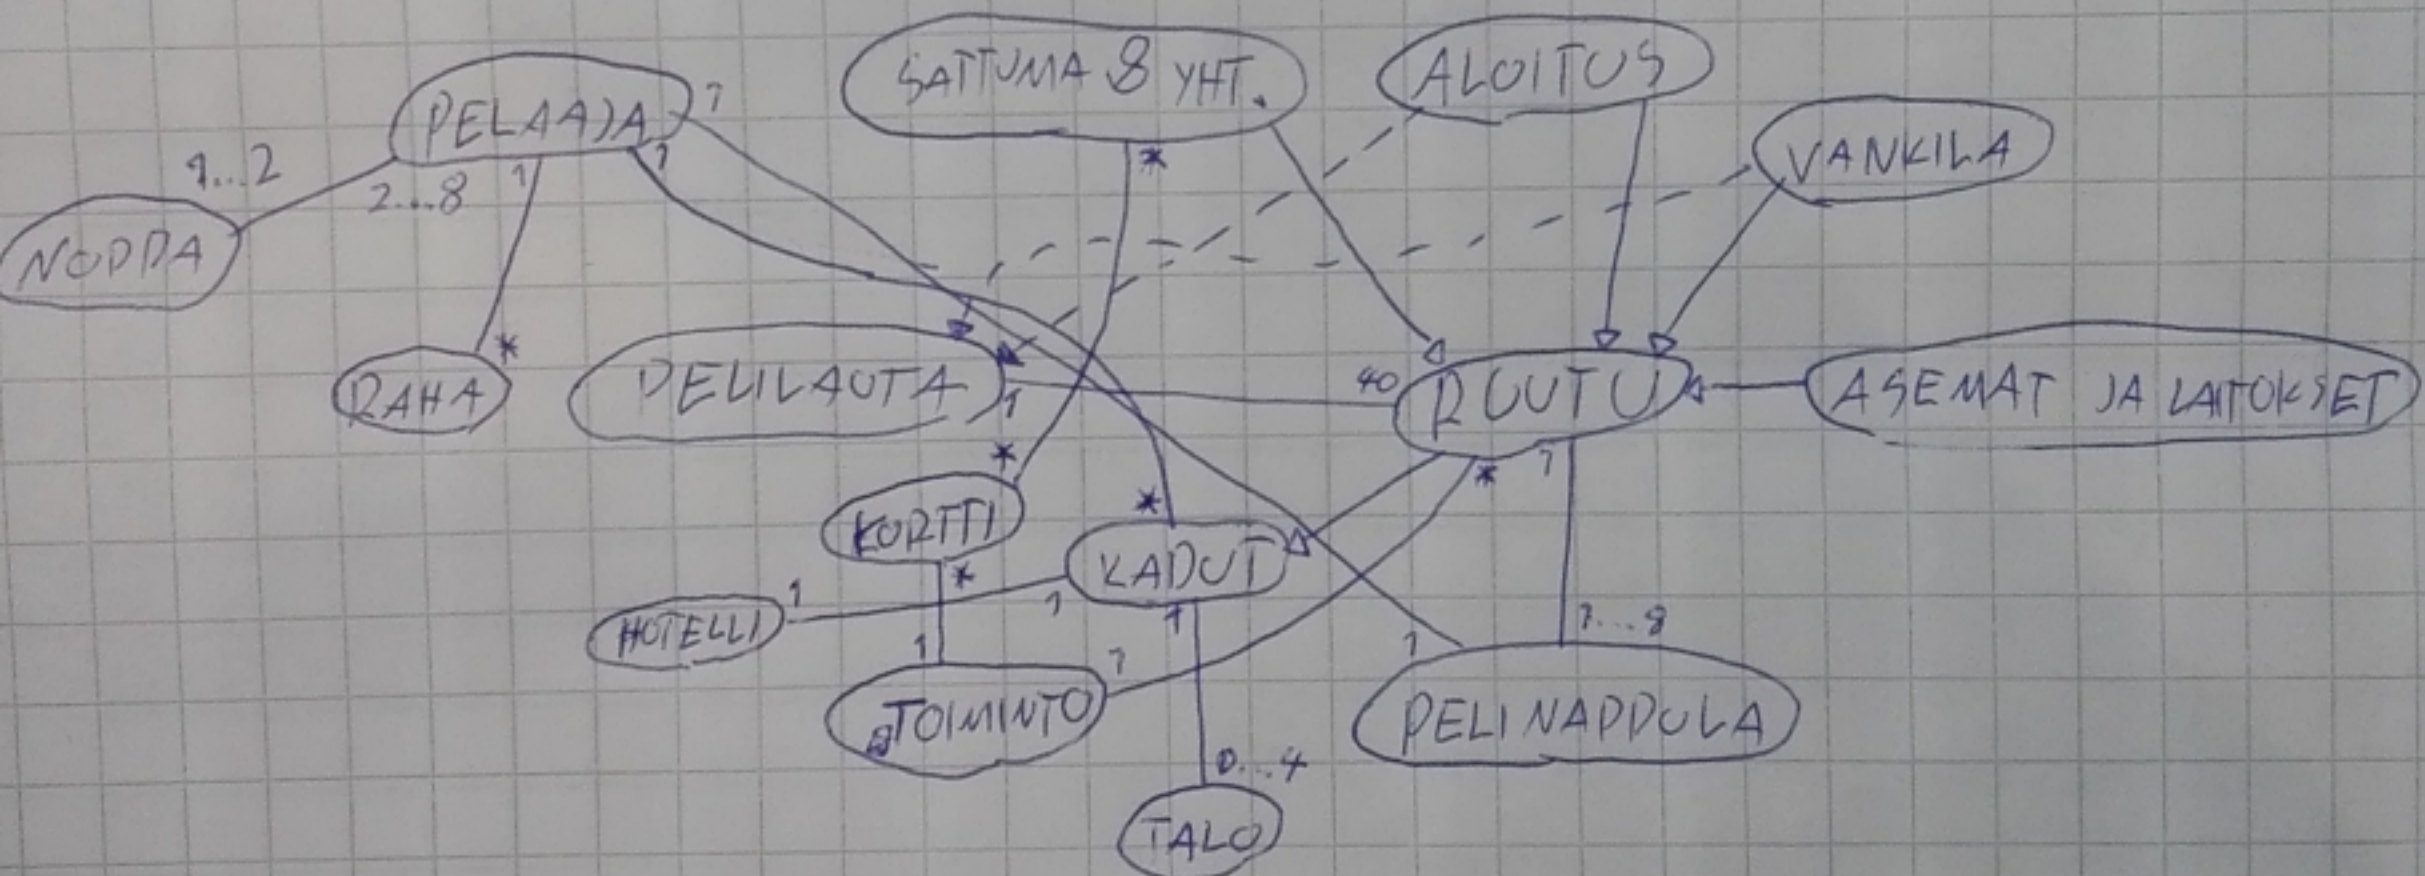 SATTUMA & YHT.
ALOITUS
PELAAJA
1
VANKILA
1...2
2...8
1
1
*
NOPPA
RAHA
*
PELILAUTA
1
40
RUUTU
ASEMAT JA LAITOKSET
*
*
*
1
KORTTI
*
KADUT
HOTELLI
1
1
1
1
1
1...8
1
TOIMINTO
PELINAPPULA
0...4
TALO